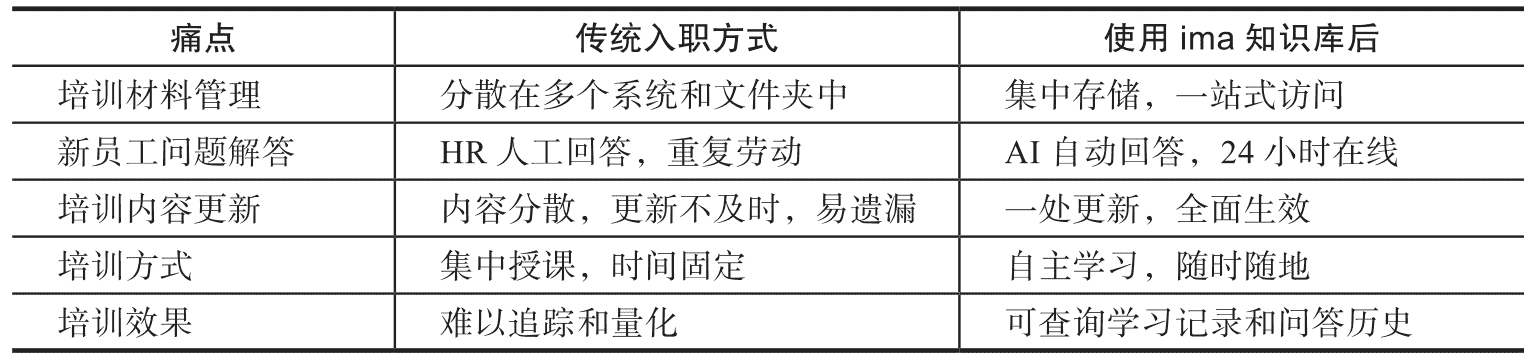 痛点 传统入职方式 使用 ima 知识库后
培训材料管理 分散在多个系统和文件夹中 集中存储，一站式访问
新员工问题解答 HR 人工回答，重复劳动 AI 自动回答，24 小时在线
培训内容更新 内容分散，更新不及时，易遗漏 一处更新，全面生效
培训方式 集中授课，时间固定 自主学习，随时随地
培训效果 难以追踪和量化 可查询学习记录和问答历史